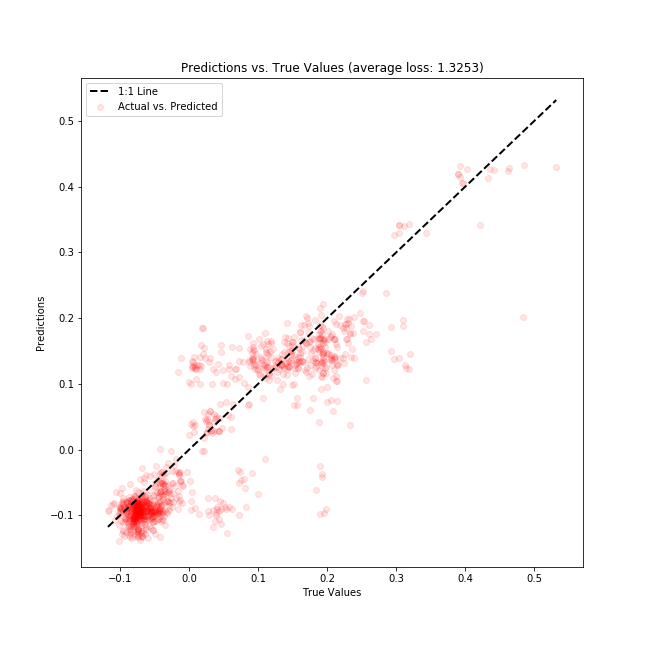 Predictions vs. True Values (average loss: 1.3253)
1:1 Line
Actual vs. Predicted
0.5
0.4
0.3
0.2
0.1
0.0
−0.1
Predictions
−0.1 0.0 0.1 0.2 0.3 0.4 0.5
True Values